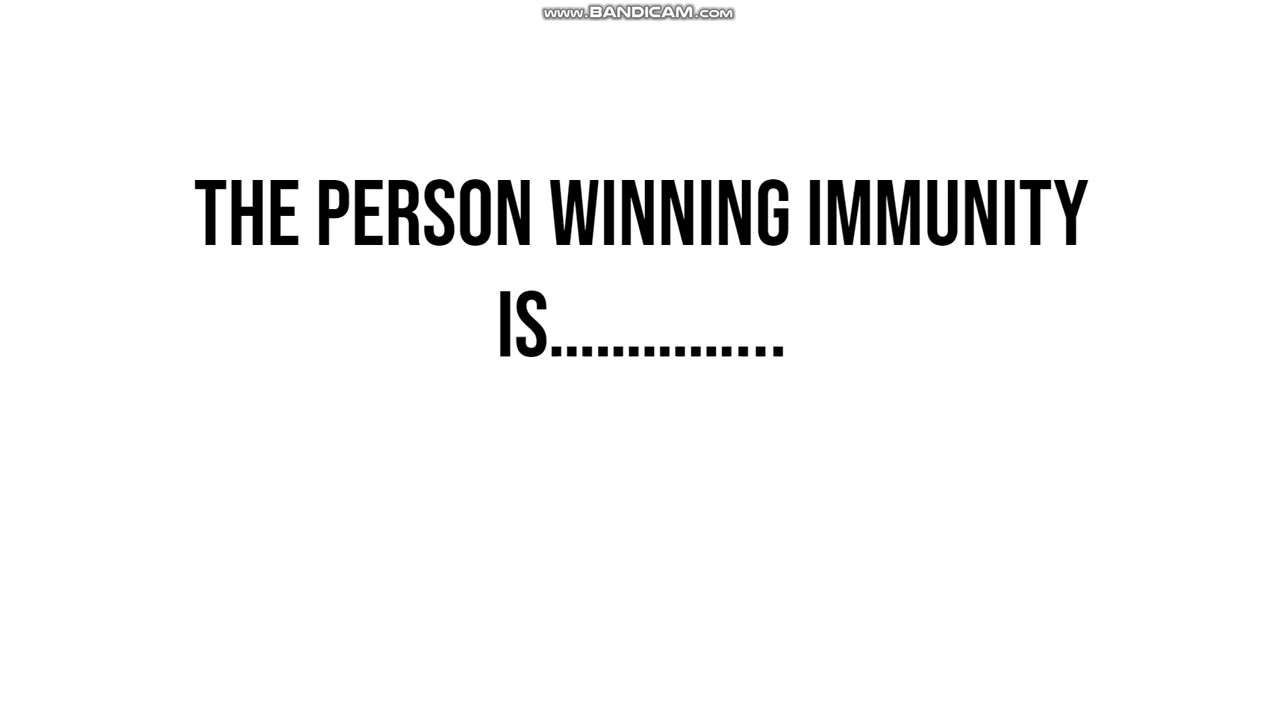 www.BANDICAM.com
THE PERSON WINNING IMMUNITY
IS...............